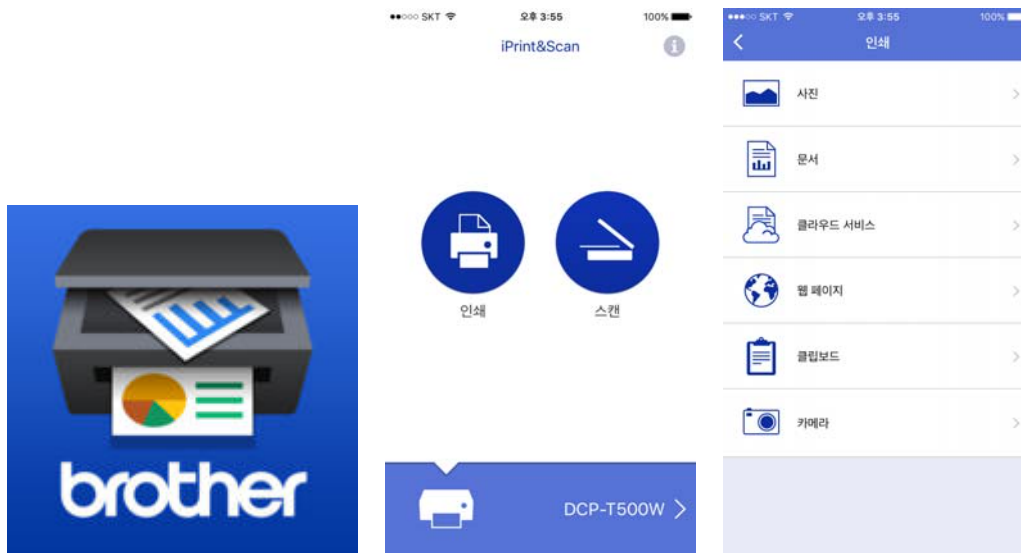 brother
SKT 오후 3:55 100%
iPrint&Scan
인쇄 스캔
DCP-T500W
SKT 오후 3:55 100%
인쇄
사진
문서
클라우드 서비스
웹 페이지
클립보드
카메라